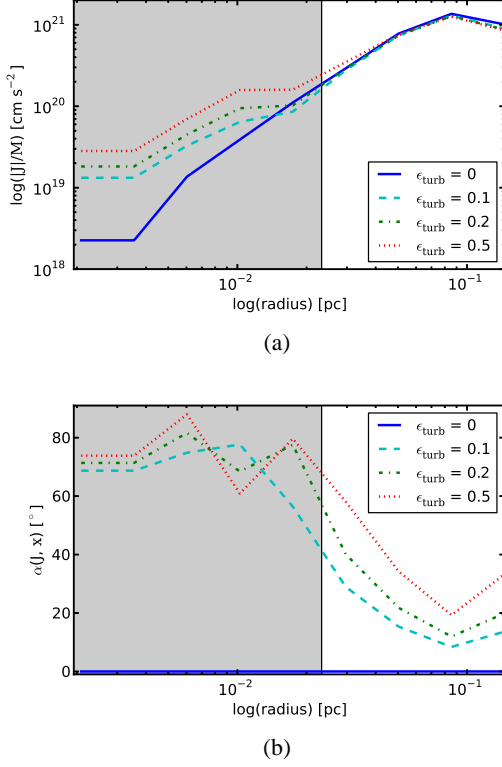 10^21
10^20
10^19
10^18
log(|J|/M) [cm s^−2]
ϵ_turb = 0
ϵ_turb = 0.1
ϵ_turb = 0.2
ϵ_turb = 0.5
10^−2
10^−1
log(radius) [pc]
(a)
80
60
40
20
0
α(J, x) [°]
ϵ_turb = 0
ϵ_turb = 0.1
ϵ_turb = 0.2
ϵ_turb = 0.5
10^−2
10^−1
log(radius) [pc]
(b)